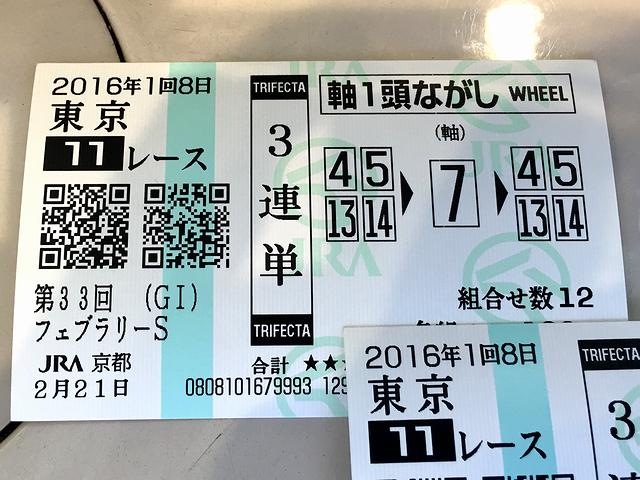 2016年1回8日
東京
11レース
第33回 (GI)
フェブラリーS
JRA 京都
2月21日
TRIFECTA
3連単
TRIFECTA
軸1頭ながし WHEEL
(軸)
4 5 13 14 7 4 5 13 14
組合せ数12
合計 ★★
0808101679993 129
JRA
2016年1回8日
東京
11レース
TRIFECTA
3